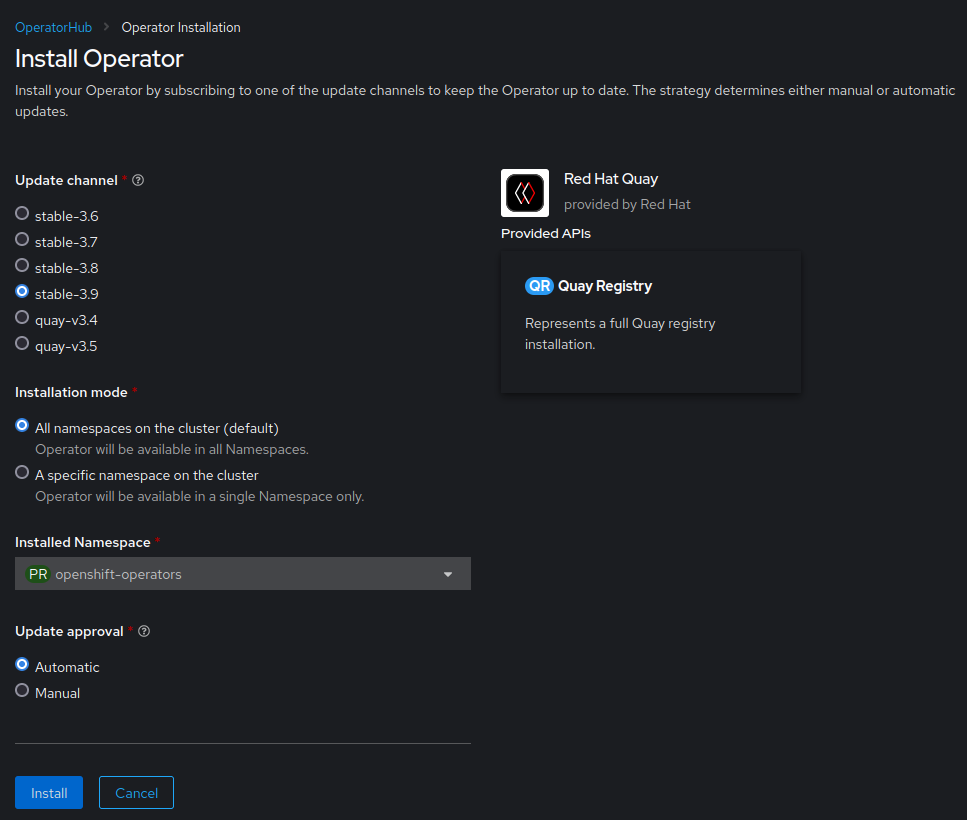 OperatorHub > Operator Installation
Install Operator
Install your Operator by subscribing to one of the update channels to keep the Operator up to date. The strategy determines either manual or automatic
updates.
Update channel *
stable-3.6
stable-3.7
stable-3.8
stable-3.9
quay-v3.4
quay-v3.5
Installation mode *
All namespaces on the cluster (default)
Operator will be available in all Namespaces.
A specific namespace on the cluster
Operator will be available in a single Namespace only.
Installed Namespace *
PR openshift-operators
Update approval *
Automatic
Manual
Install Cancel
Red Hat Quay
provided by Red Hat
Provided APIs
QR Quay Registry
Represents a full Quay registry
installation.